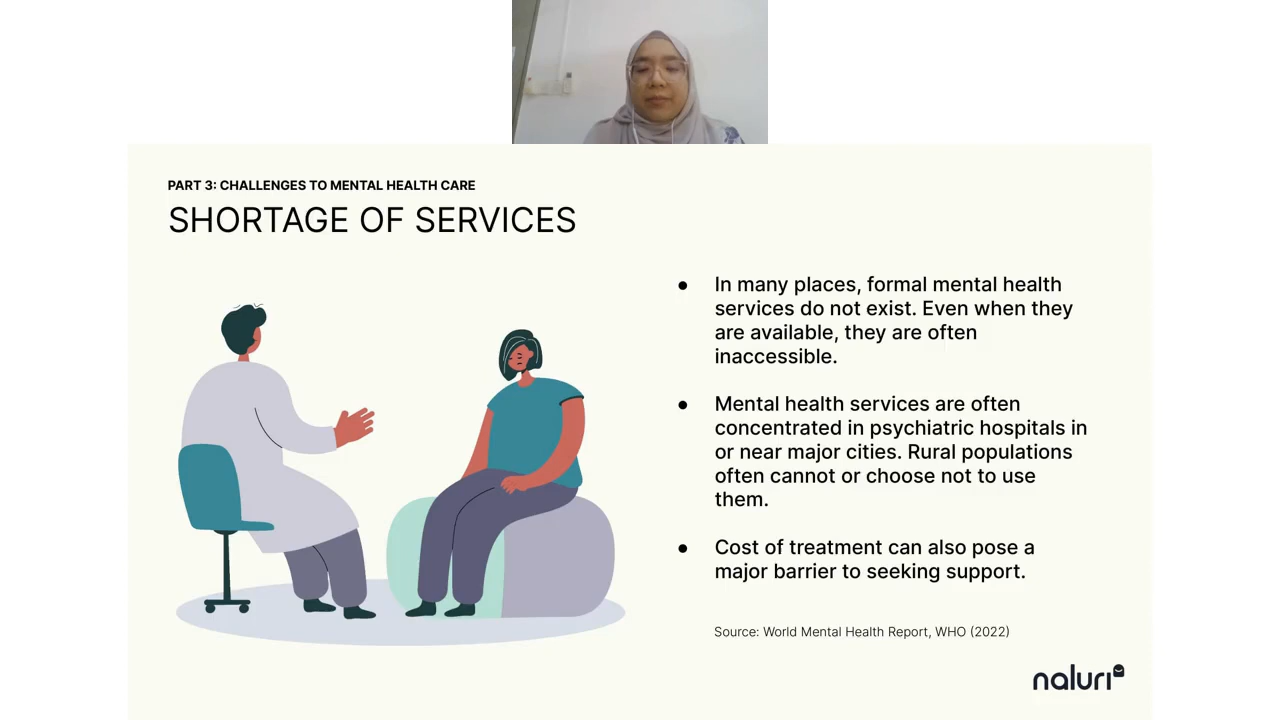 PART 3: CHALLENGES TO MENTAL HEALTH CARE
SHORTAGE OF SERVICES
● In many places, formal mental health
services do not exist. Even when they
are available, they are often
inaccessible.
● Mental health services are often
concentrated in psychiatric hospitals in
or near major cities. Rural populations
often cannot or choose not to use
them.
● Cost of treatment can also pose a
major barrier to seeking support.
Source: World Mental Health Report, WHO (2022)
naluri